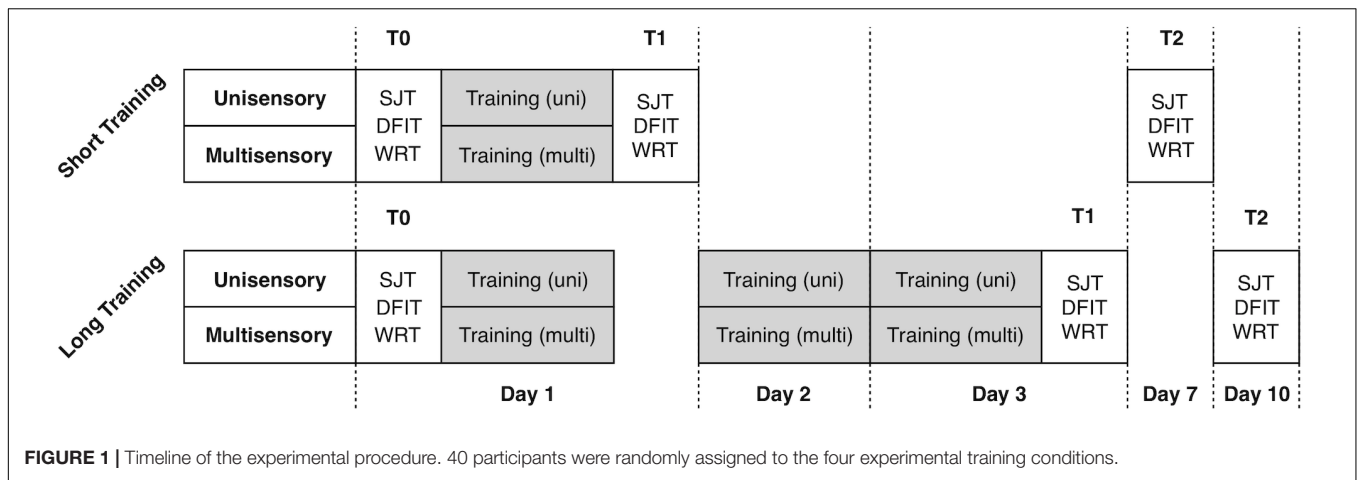 T0 T1 T2
Short Training
Unisensory
Multisensory
SJT
DFIT
WRT
Training (uni)
Training (multi)
SJT
DFIT
WRT
SJT
DFIT
WRT
T0 T1 T2
Long Training
Unisensory
Multisensory
SJT
DFIT
WRT
Training (uni)
Training (multi)
Training (uni)
Training (multi)
Training (uni)
Training (multi)
SJT
DFIT
WRT
SJT
DFIT
WRT
Day 1 Day 2 Day 3 Day 7 Day 10
FIGURE 1 | Timeline of the experimental procedure. 40 participants were randomly assigned to the four experimental training conditions.